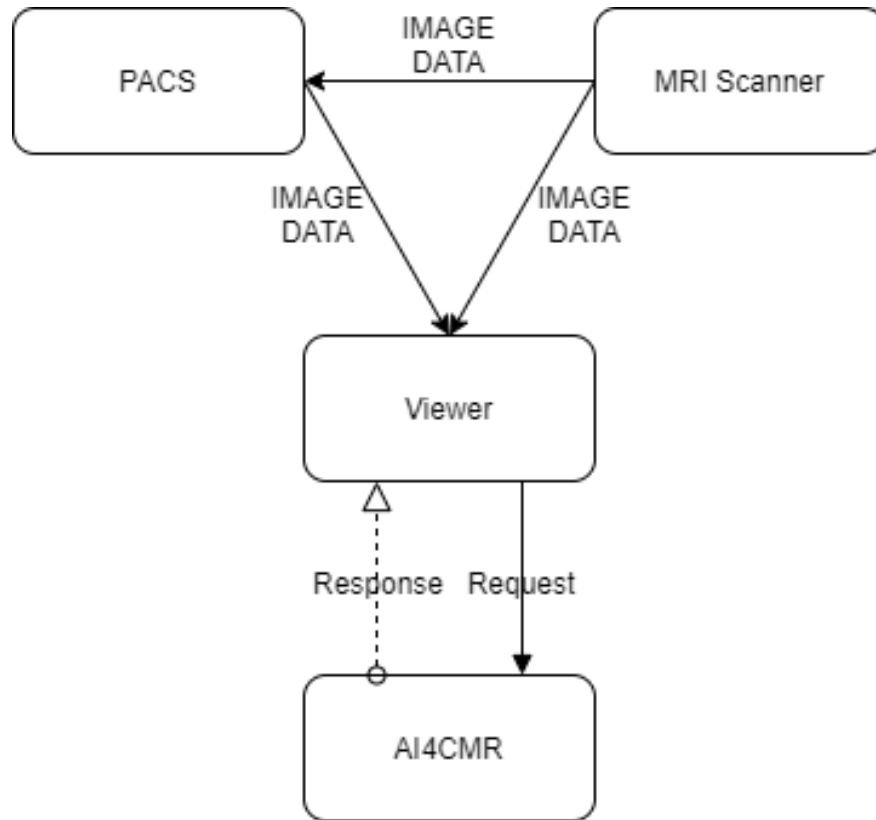 PACS
IMAGE
DATA
MRI Scanner
IMAGE
DATA
IMAGE
DATA
Viewer
Response
Request
AI4CMR